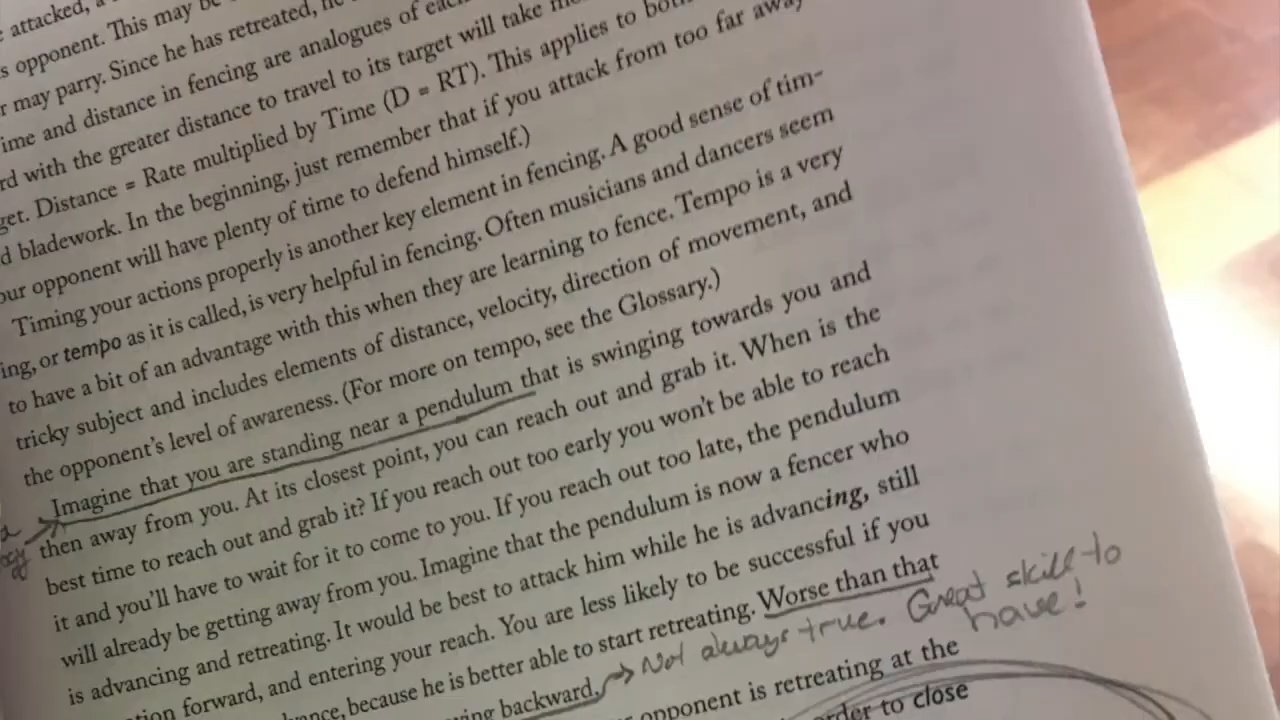 attacked, a
s opponent. This may be
r may parry. Since he has retreated, he
ime and distance in fencing are analogues of each
rd with the greater distance to travel to its target will take
get. Distance = Rate multiplied by Time (D = RT). This applies to both
d bladework. In the beginning, just remember that if you attack from too far away
our opponent will have plenty of time to defend himself.)
Timing your actions properly is another key element in fencing. A good sense of tim-
ing, or tempo as it is called, is very helpful in fencing. Often musicians and dancers seem
to have a bit of an advantage with this when they are learning to fence. Tempo is a very
tricky subject and includes elements of distance, velocity, direction of movement, and
the opponent's level of awareness. (For more on tempo, see the Glossary.)
Imagine that you are standing near a pendulum that is swinging towards you and
then away from you. At its closest point, you can reach out and grab it. When is the
best time to reach out and grab it? If you reach out too early you won't be able to reach
it and you'll have to wait for it to come to you. If you reach out too late, the pendulum
will already be getting away from you. Imagine that the pendulum is now a fencer who
is advancing and retreating. It would be best to attack him while he is advancing, still
tion forward, and entering your reach. You are less likely to be successful if you
ance, because he is better able to start retreating. Worse than that
ving backward. → Not always true. Great skill to
have!
opponent is retreating at the
order to close